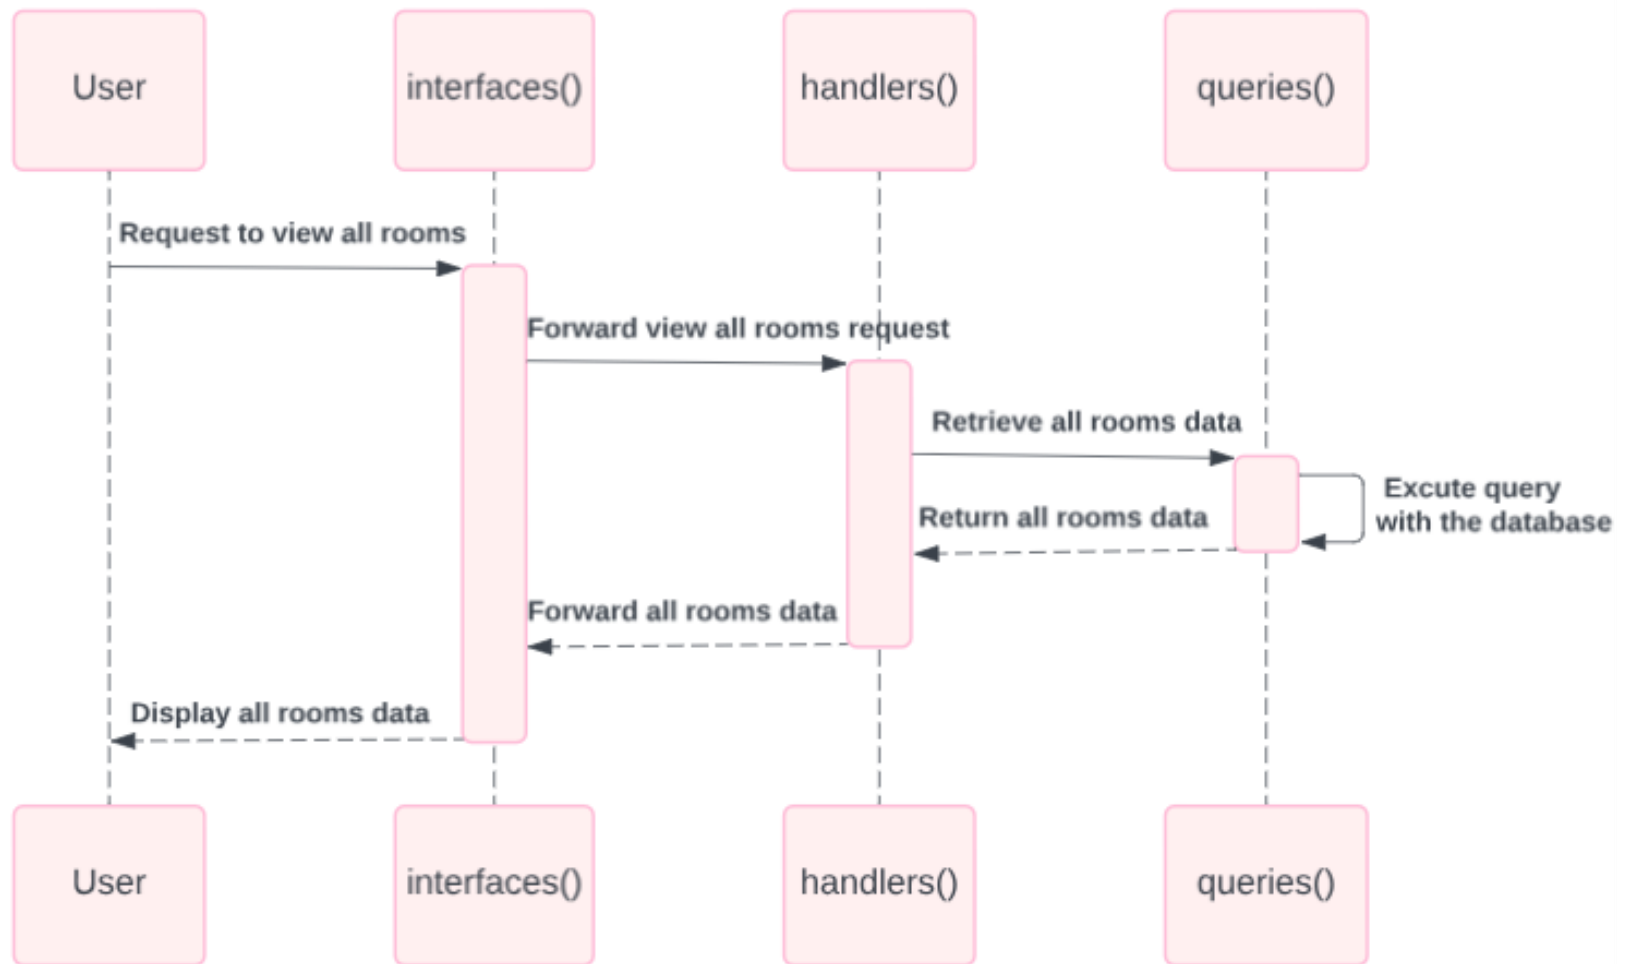 User
interfaces()
handlers()
queries()
Request to view all rooms
Forward view all rooms request
Retrieve all rooms data
Excute query
with the database
Return all rooms data
Forward all rooms data
Display all rooms data
User
interfaces()
handlers()
queries()